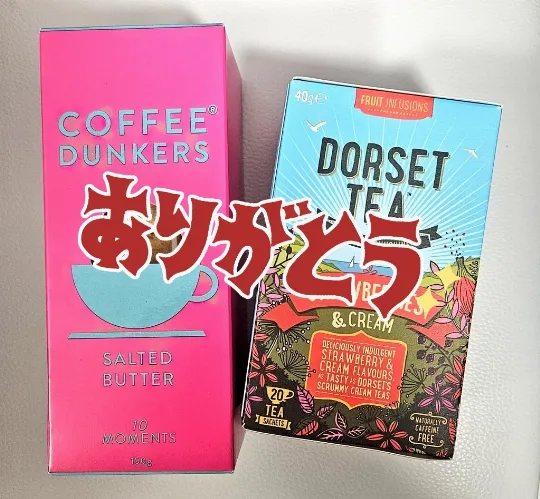 COFFEE®
DUNKERS
SALTED
BUTTER
10
MOMENTS
40g℮
FRUIT INFUSIONS
DORSET
TEA
ありがとう
& CREAM
DELICIOUSLY INDULGENT
STRAWBERRY &
CREAM FLAVOURS
AS TASTY AS DORSET'S
SCRUMMY CREAM TEAS
20
TEA
SACHETS
NATURALLY
CAFFEINE
FREE